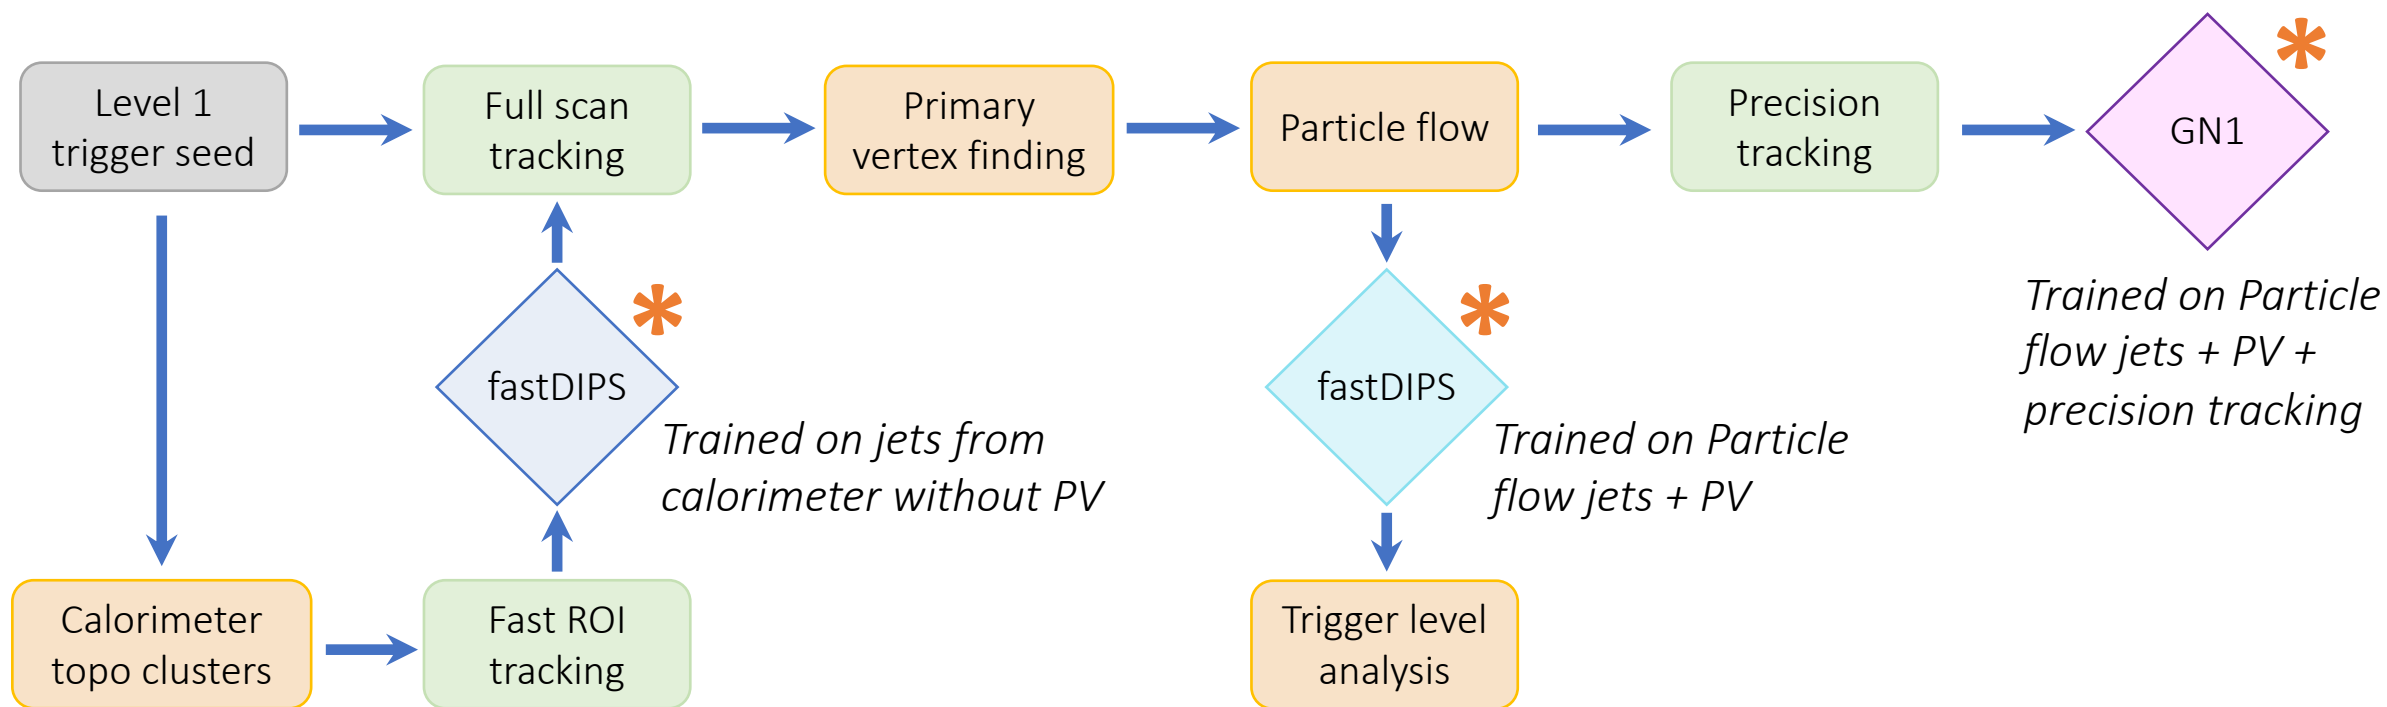 Level 1
trigger seed
Full scan
tracking
Primary
vertex finding
Particle flow
Precision
tracking
GN1
fastDIPS
Trained on jets from
calorimeter without PV
fastDIPS
Trained on Particle
flow jets + PV
Trained on Particle
flow jets + PV +
precision tracking
Calorimeter
topo clusters
Fast ROI
tracking
Trigger level
analysis